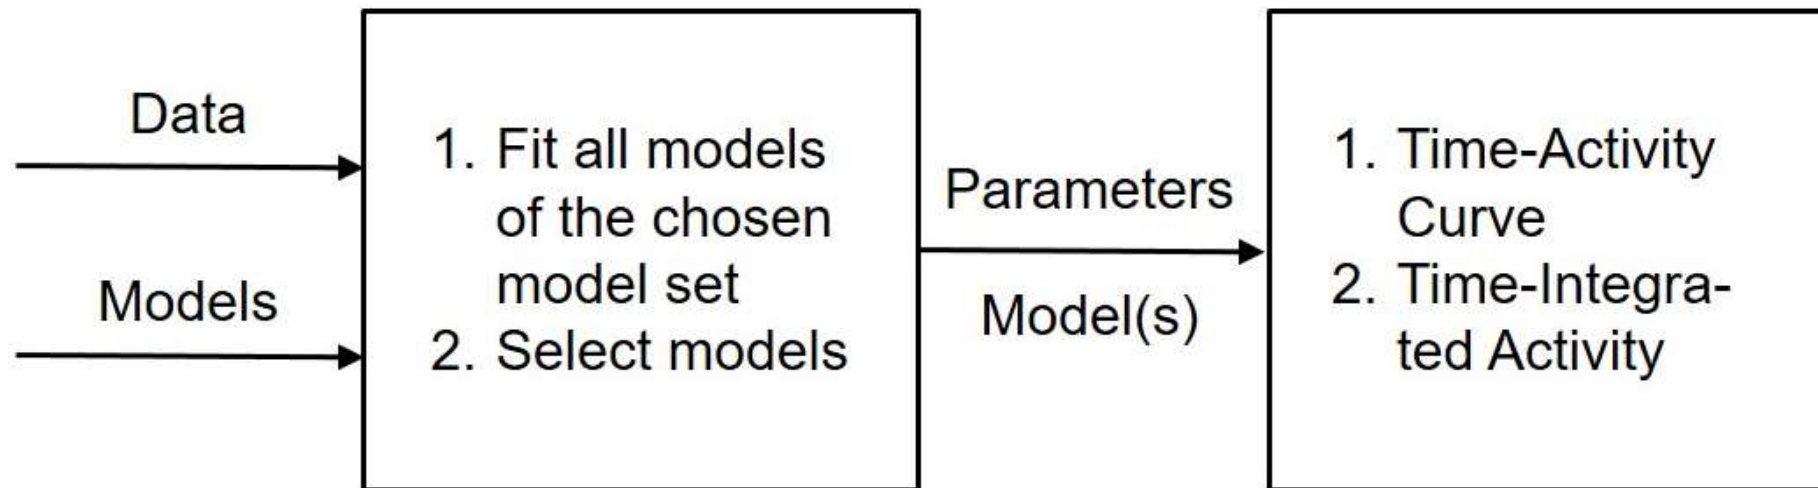 Data
Models
1. Fit all models
of the chosen
model set
2. Select models
Parameters
Model(s)
1. Time-Activity
Curve
2. Time-Integra-
ted Activity